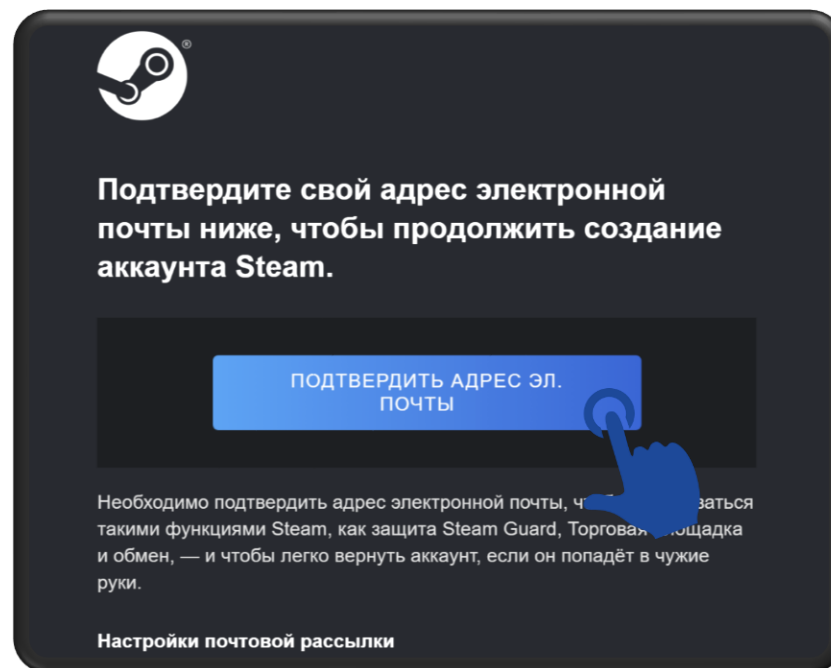 ®
Подтвердите свой адрес электронной
почты ниже, чтобы продолжить создание
аккаунта Steam.
ПОДТВЕРДИТЬ АДРЕС ЭЛ.
ПОЧТЫ
Необходимо подтвердить адрес электронной почты,
такими функциями Steam, как защита Steam Guard, Торговая
и обмен, — и чтобы легко вернуть аккаунт, если он попадёт в чужие
руки.
Настройки почтовой рассылки